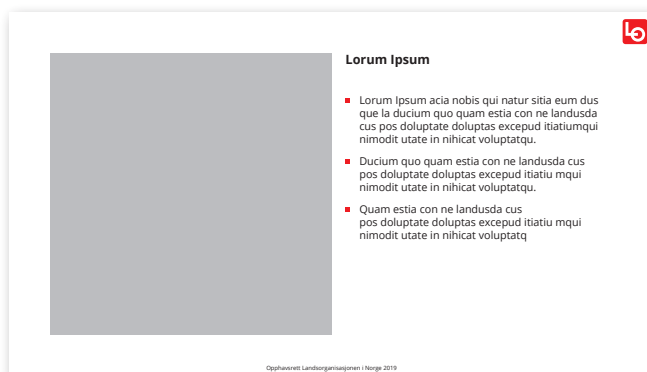 LO
Lorum Ipsum
Lorum Ipsum acia nobis qui natur sitia eum dus
que la ducium quo quam estia con ne landusda
cus pos doluptate doluptas excepud itiatiumqui
nimodit utate in nihicat voluptatqu.
Ducium quo quam estia con ne landusda cus
pos doluptate doluptas excepud itiatiu mqui
nimodit utate in nihicat voluptatqu.
Quam estia con ne landusda cus
pos doluptate doluptas excepud itiatiu mqui
nimodit utate in nihicat voluptatq
Opphavsrett Landsorganisasjonen i Norge 2019